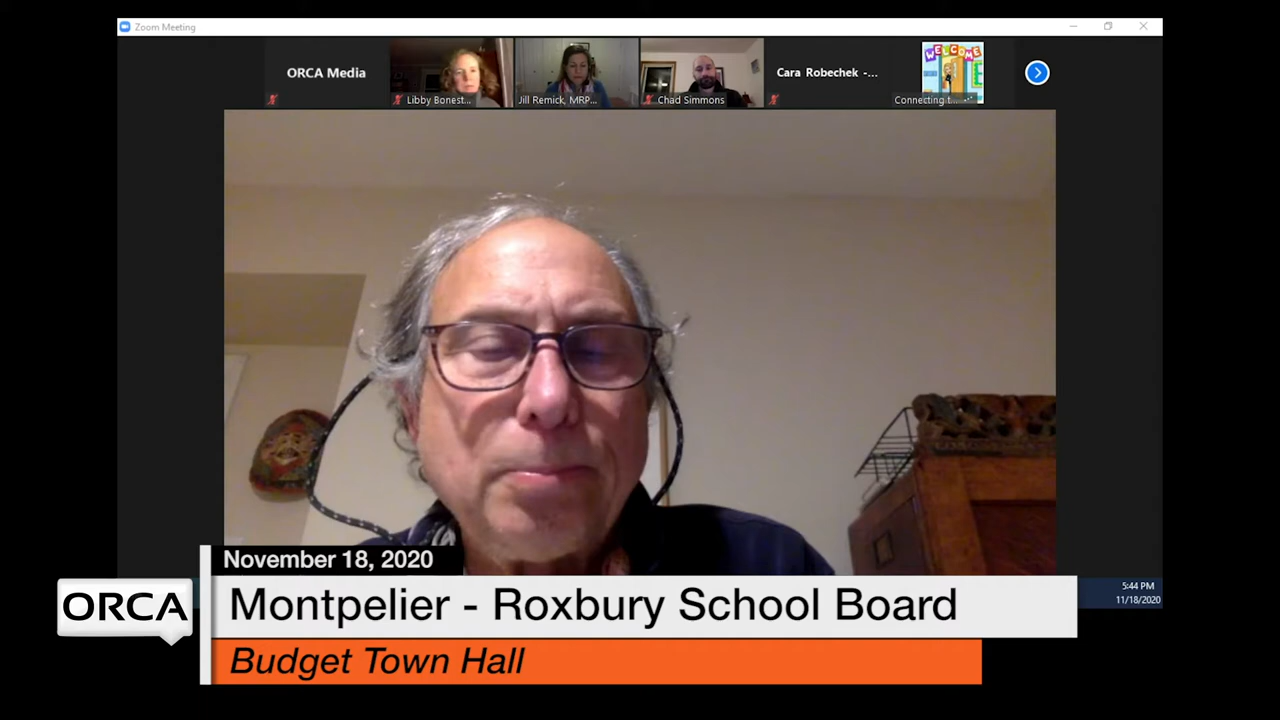 Zoom Meeting
ORCA Media
Libby Bonest...
Jill Remick, MRP...
Chad Simmons
Cara Robechek -...
WELCOME
Connecting t...
November 18, 2020
Montpelier - Roxbury School Board
ORCA
Budget Town Hall
5:44 PM
11/18/2020